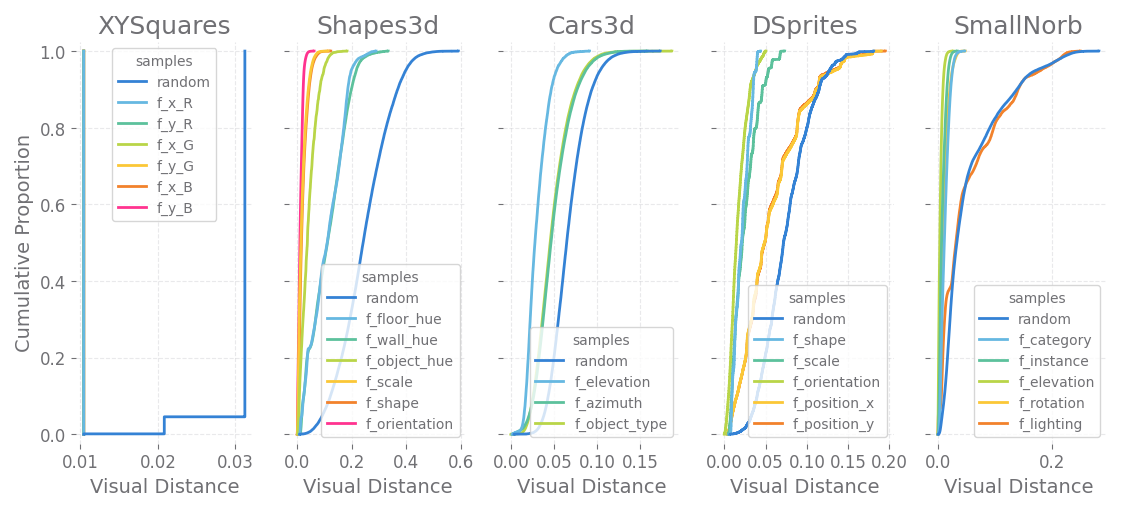 XYSquares
Shapes3d
Cars3d
DSprites
SmallNorb
Cumulative Proportion
1.0
0.8
0.6
0.4
0.2
0.0
samples
random
f_x_R
f_y_R
f_x_G
f_y_G
f_x_B
f_y_B
0.01 0.02 0.03
Visual Distance
samples
random
f_floor_hue
f_wall_hue
f_object_hue
f_scale
f_shape
f_orientation
0.0 0.2 0.4 0.6
Visual Distance
samples
random
f_elevation
f_azimuth
f_object_type
0.00 0.05 0.10 0.15
Visual Distance
samples
random
f_shape
f_scale
f_orientation
f_position_x
f_position_y
0.00 0.05 0.10 0.15 0.20
Visual Distance
samples
random
f_category
f_instance
f_elevation
f_rotation
f_lighting
0.0 0.2
Visual Distance